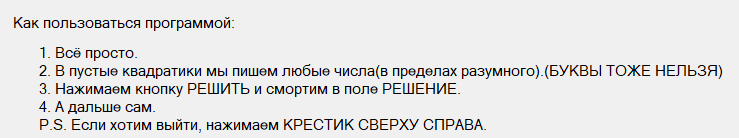 Как пользоваться программой:
1. Всё просто.
2. В пустые квадратики мы пишем любые числа(в пределах разумного).(БУКВЫ ТОЖЕ НЕЛЬЗЯ)
3. Нажимаем кнопку РЕШИТЬ и смортим в поле РЕШЕНИЕ.
4. А дальше сам.
P.S. Если хотим выйти, нажимаем КРЕСТИК СВЕРХУ СПРАВА.